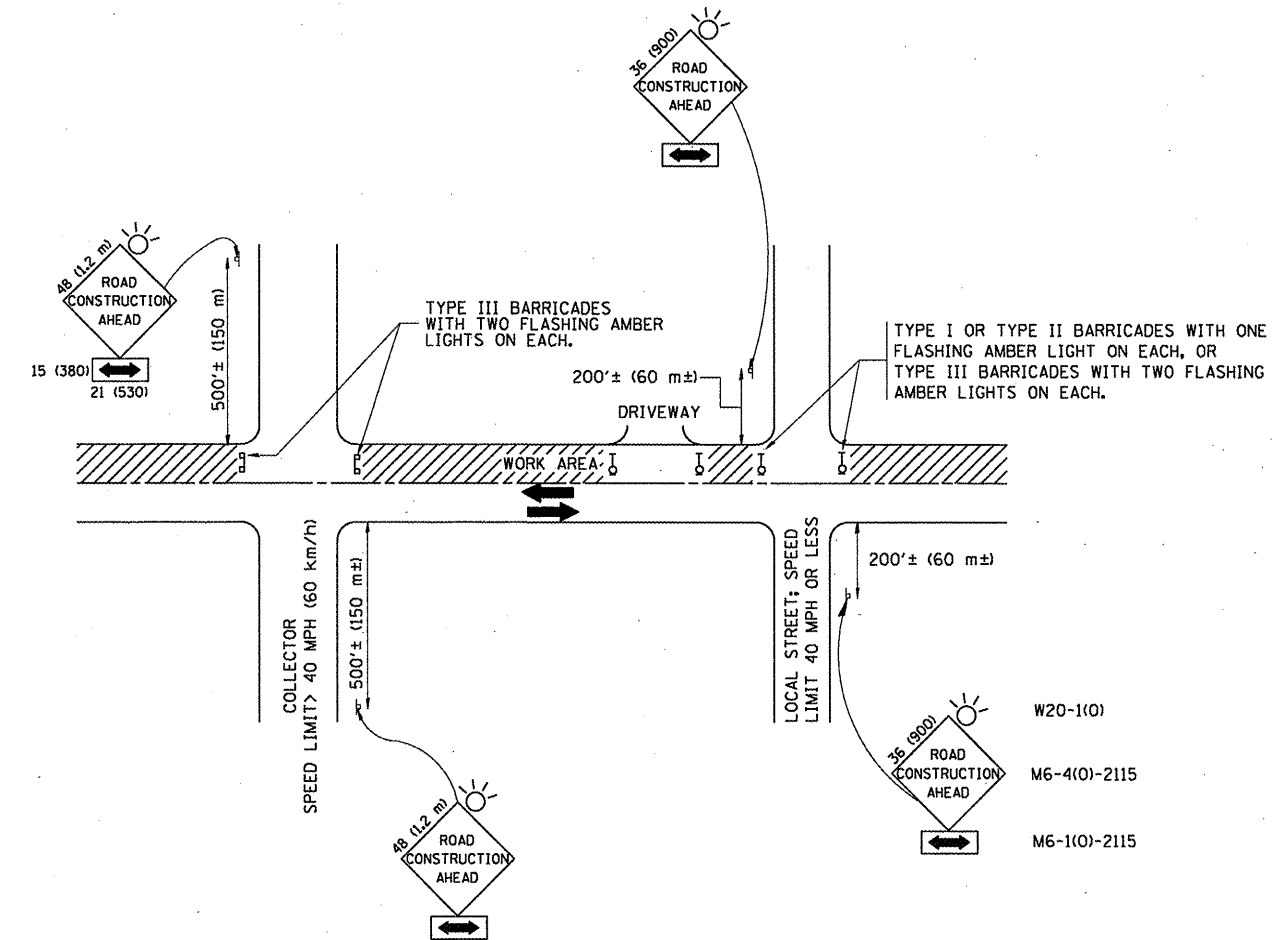 36 (900)
ROAD
CONSTRUCTION
AHEAD
48 (1.2 m)
ROAD
CONSTRUCTION
AHEAD
15 (380)
21 (530)
500'± (150 m)
TYPE III BARRICADES
WITH TWO FLASHING AMBER
LIGHTS ON EACH.
200'± (60 m±)
DRIVEWAY
TYPE I OR TYPE II BARRICADES WITH ONE
FLASHING AMBER LIGHT ON EACH, OR
TYPE III BARRICADES WITH TWO FLASHING
AMBER LIGHTS ON EACH.
WORK AREA
COLLECTOR
SPEED LIMIT> 40 MPH (60 km/h)
500'± (150 m±)
LOCAL STREET; SPEED
LIMIT 40 MPH OR LESS
200'± (60 m±)
48 (1.2 m)
ROAD
CONSTRUCTION
AHEAD
36 (900)
ROAD
CONSTRUCTION
AHEAD
W20-1(O)
M6-4(O)-2115
M6-1(O)-2115